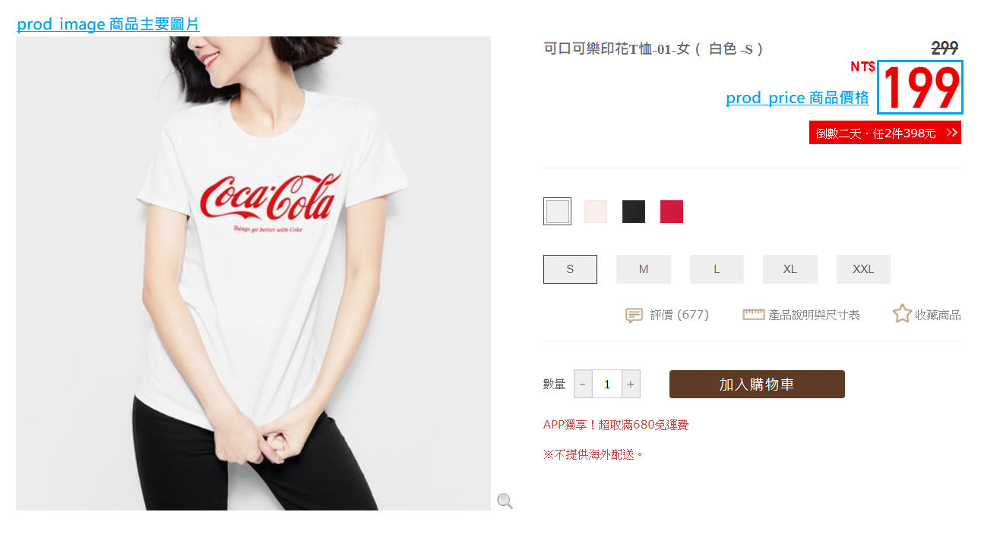 prod_image 商品主要圖片
Coca-Cola
Things go better with Coke
可口可樂印花T恤-01-女（ 白色 -S）
299
NT$
199
prod_price 商品價格
倒數二天．任2件398元 >>
S M L XL XXL
評價 (677) 產品說明與尺寸表 收藏商品
數量 - 1 + 加入購物車
APP獨享！超取滿680免運費
※不提供海外配送。